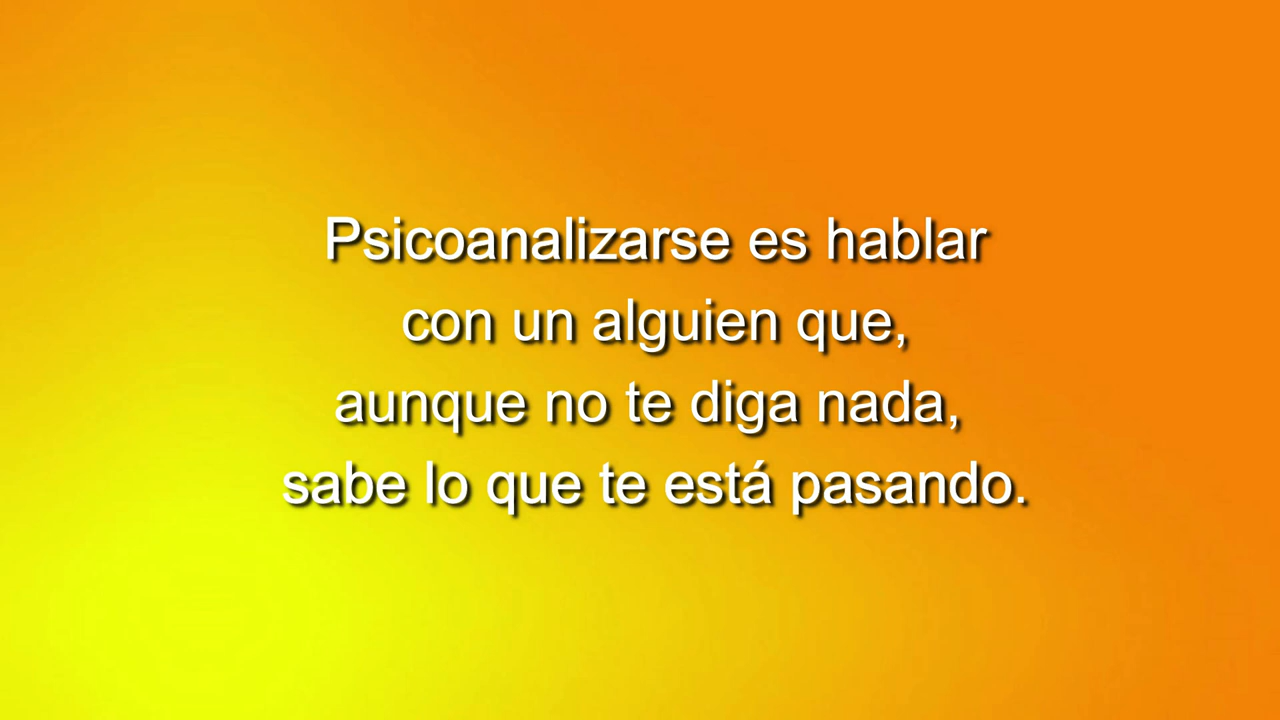 Psicoanalizarse es hablar
con un alguien que,
aunque no te diga nada,
sabe lo que te está pasando.